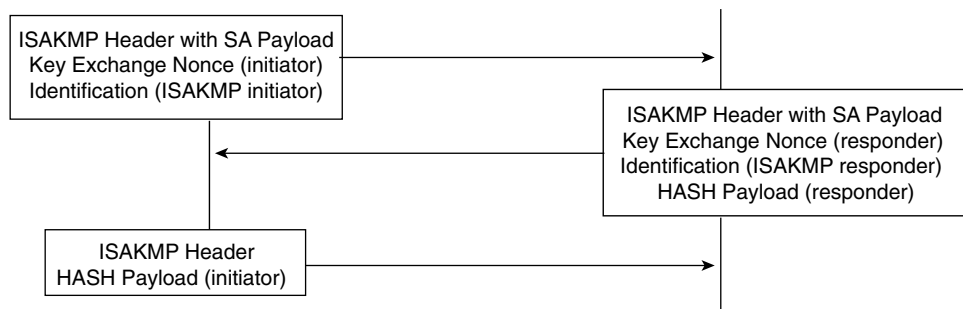 ISAKMP Header with SA Payload
Key Exchange Nonce (initiator)
Identification (ISAKMP initiator)
ISAKMP Header with SA Payload
Key Exchange Nonce (responder)
Identification (ISAKMP responder)
HASH Payload (responder)
ISAKMP Header
HASH Payload (initiator)